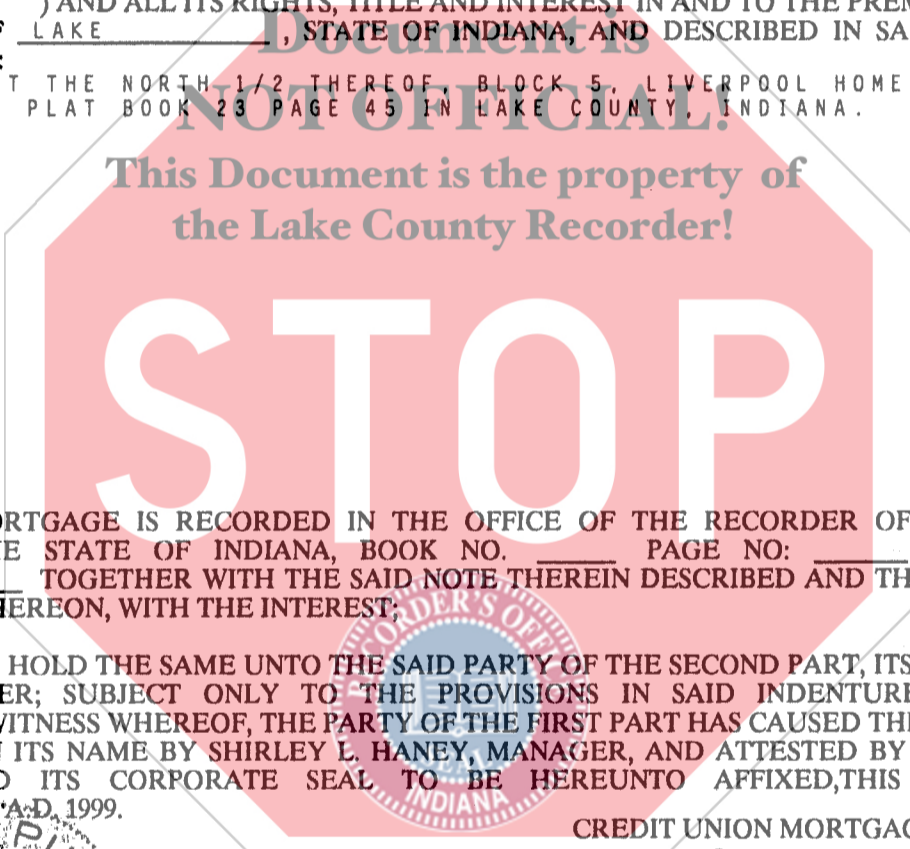 ) AND ALL ITS RIGHTS, TITLE AND INTEREST IN AND TO THE PREM
LAKE , STATE OF INDIANA, AND DESCRIBED IN SA
Document is
T THE NORTH 1/2 THEREOF, BLOCK 5, LIVERPOOL HOME
PLAT BOOK 23 PAGE 45 IN LAKE COUNTY, INDIANA.
NOT OFFICIAL!
This Document is the property of
the Lake County Recorder!
STOP
RTGAGE IS RECORDED IN THE OFFICE OF THE RECORDER OF
E STATE OF INDIANA, BOOK NO. ____ PAGE NO: ____
TOGETHER WITH THE SAID NOTE THEREIN DESCRIBED AND TH
HEREON, WITH THE INTEREST;
RECORDER'S OFFICE
HOLD THE SAME UNTO THE SAID PARTY OF THE SECOND PART, ITS
ER; SUBJECT ONLY TO THE PROVISIONS IN SAID INDENTURE
WITNESS WHEREOF, THE PARTY OF THE FIRST PART HAS CAUSED THE
ITS NAME BY SHIRLEY L. HANEY, MANAGER, AND ATTESTED BY
SEAL
ITS CORPORATE SEAL TO BE HEREUNTO AFFIXED,THIS
INDIANA
A.D. 1999.
CREDIT UNION MORTGAG